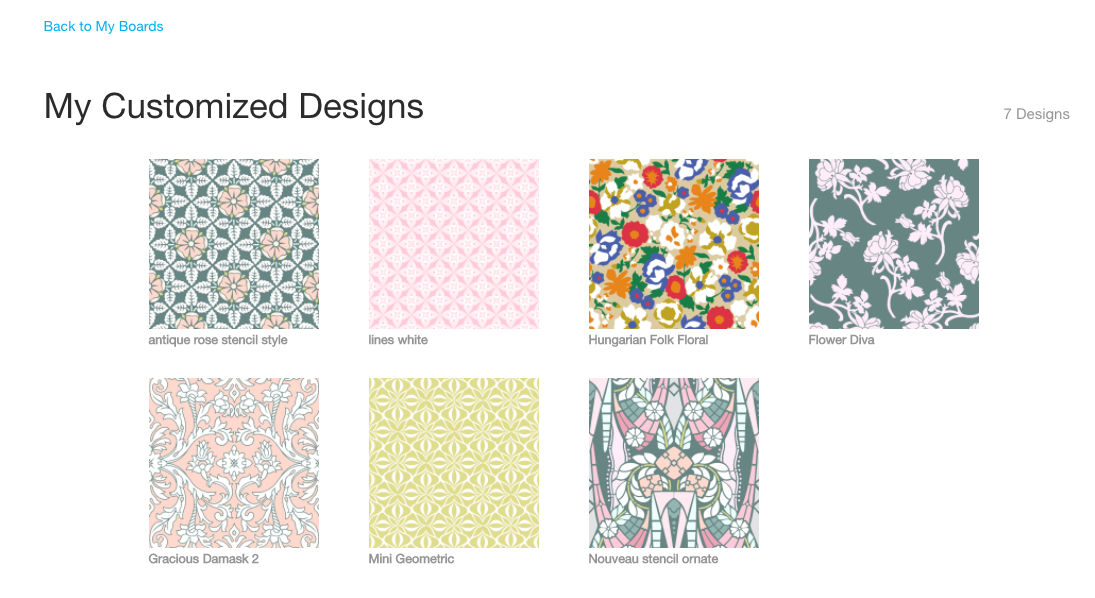 Back to My Boards
My Customized Designs
7 Designs
antique rose stencil style
lines white
Hungarian Folk Floral
Flower Diva
Gracious Damask 2
Mini Geometric
Nouveau stencil ornate